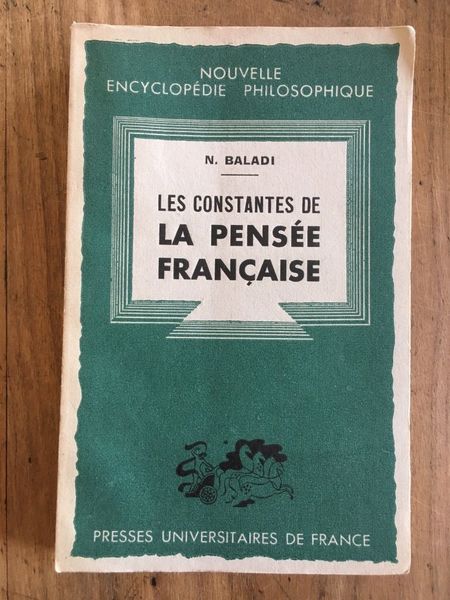 NOUVELLE
ENCYCLOPÉDIE PHILOSOPHIQUE
N. BALADI
LES CONSTANTES DE
LA PENSÉE
FRANÇAISE
PRESSES UNIVERSITAIRES DE FRANCE